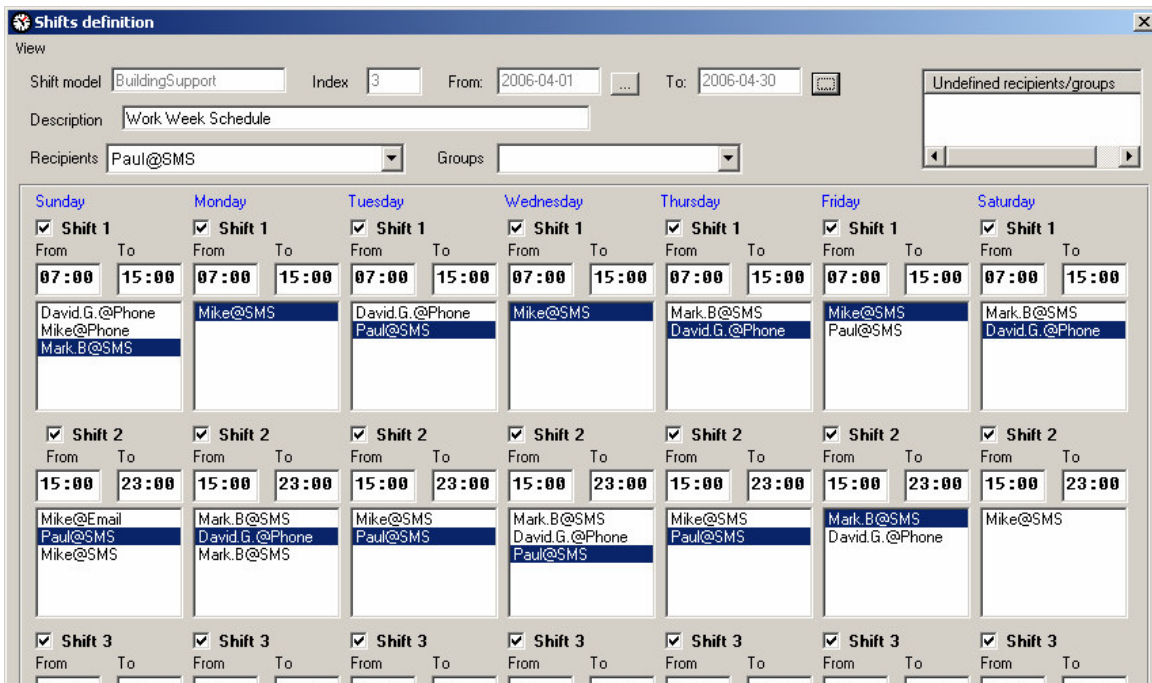 Shifts definition
View
Shift model BuildingSupport Index 3 From: 2006-04-01 ... To: 2006-04-30 ... Undefined recipients/groups
Description Work Week Schedule
Recipients Paul@SMS Groups
Sunday Monday Tuesday Wednesday Thursday Friday Saturday
Shift 1 Shift 1 Shift 1 Shift 1 Shift 1 Shift 1 Shift 1
From To From To From To From To From To From To From To
07:00 15:00 07:00 15:00 07:00 15:00 07:00 15:00 07:00 15:00 07:00 15:00 07:00 15:00
David.G.@Phone Mike@SMS David.G.@Phone Mike@SMS Mark.B@SMS Mike@SMS Mark.B@SMS
Mike@Phone Paul@SMS David.G.@Phone Paul@SMS David.G.@Phone
Mark.B@SMS
Shift 2 Shift 2 Shift 2 Shift 2 Shift 2 Shift 2 Shift 2
From To From To From To From To From To From To From To
15:00 23:00 15:00 23:00 15:00 23:00 15:00 23:00 15:00 23:00 15:00 23:00 15:00 23:00
Mike@Email Mark.B@SMS Mike@SMS Mark.B@SMS Mike@SMS Mark.B@SMS Mike@SMS
Paul@SMS David.G.@Phone Paul@SMS David.G.@Phone Paul@SMS David.G.@Phone
Mike@SMS Mark.B@SMS Paul@SMS
Shift 3 Shift 3 Shift 3 Shift 3 Shift 3 Shift 3 Shift 3
From To From To From To From To From To From To From To